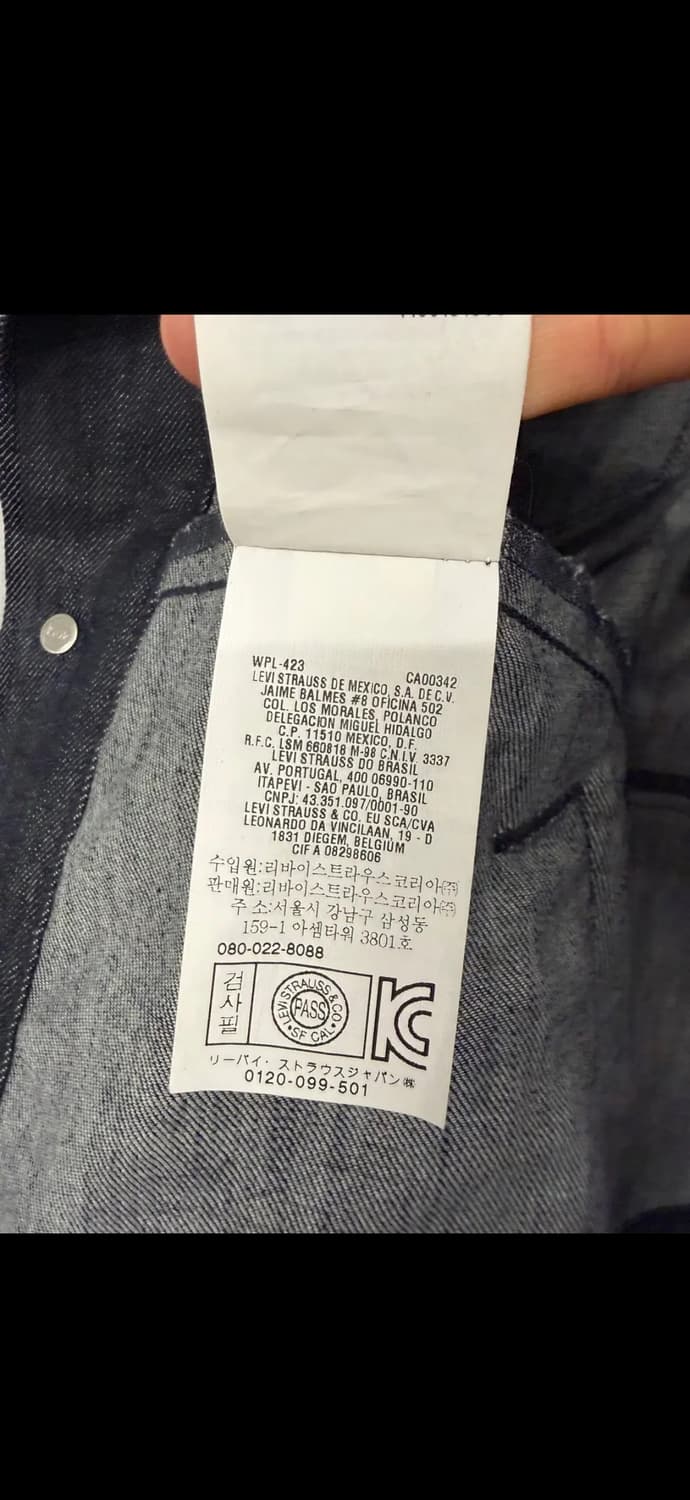 WPL-423 CA00342
LEVI STRAUSS DE MEXICO, S.A. DE C.V.
JAIME BALMES #8 OFICINA 502
COL. LOS MORALES, POLANCO
DELEGACION MIGUEL HIDALGO
C.P. 11510 MEXICO, D.F.
R.F.C. LSM 660818 M-98 C.N.I.V. 3337
LEVI STRAUSS DO BRASIL
AV. PORTUGAL, 400 06990-110
ITAPEVI - SAO PAULO, BRASIL
CNPJ: 43.351.097/0001-90
LEVI STRAUSS & CO. EU SCA/CVA
LEONARDO DA VINCILAAN, 19 - D
1831 DIEGEM, BELGIUM
CIF A 08298606
수입원:리바이스트라우스코리아㈜
판매원:리바이스트라우스코리아㈜
주 소:서울시 강남구 삼성동
159-1 아셈타워 3801호
080-022-8088
검사필
LEVI STRAUSS & CO.
PASS
•SF CAL•
KC
リーバイ・ストラウスジャパン㈱
0120-099-501